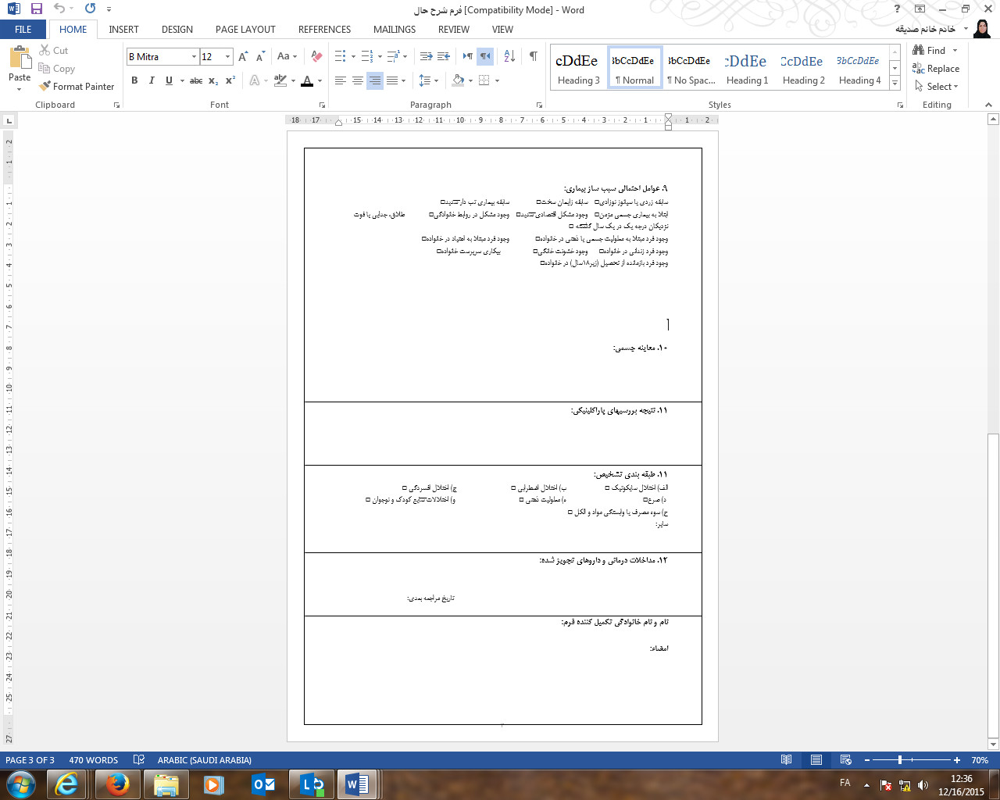 فرم شرح حال [Compatibility Mode] - Word
FILE HOME INSERT DESIGN PAGE LAYOUT REFERENCES MAILINGS REVIEW VIEW خادم خانم صدیقه
Paste Cut Copy Format Painter
B Mitra 12
cDdEe Heading 3
ibCcDdEe ¶ Normal
ibCcDdEe ¶ No Spac...
CcDdEe Heading 1
CcDdEe Heading 2
BbCcDdEe Heading 4
Find
Replace
Select
Clipboard Font Paragraph Styles Editing
۹. عوامل احتمالی سبب ساز بیماری:
سابقه زردی یا سیانوز نوزادی□ سابقه زایمان سخت□ سابقه بیماری تب دار شدید□
ابتلا به بیماری جسمی مزمن□ وجود مشکل اقتصادی شدید□ وجود مشکل در روابط خانوادگی□ طلاق، جدایی یا فوت
نزدیکان درجه یک در یک سال گذشته □
وجود فرد مبتلا به معلولیت جسمی یا ذهنی در خانواده□ وجود فرد مبتلا به اعتیاد در خانواده□
وجود فرد زندانی در خانواده□ وجود خشونت خانگی□ بیکاری سرپرست خانواده□
وجود فرد بازمانده از تحصیل (زیر۱۸سال) در خانواده□
۱۰. معاینه جسمی:
۱۱. نتیجه بررسیهای پاراکلینیکی:
۱۱. طبقه بندی تشخیص:
الف) اختلال سایکوتیک □ ب) اختلال اضطرابی □ ج) اختلال افسردگی □
د) صرع□ ه) معلولیت ذهنی □ و) اختلالات شایع کودک و نوجوان □
ح) سوء مصرف یا وابستگی مواد و الکل □
سایر:
۱۲. مداخلات درمانی و داروهای تجویز شده:
تاریخ مراجعه بعدی:
نام و نام خانوادگی تکمیل کننده فرم:
امضاء:
PAGE 3 OF 3 470 WORDS ARABIC (SAUDI ARABIA) 70%
FA 12:36
12/16/2015